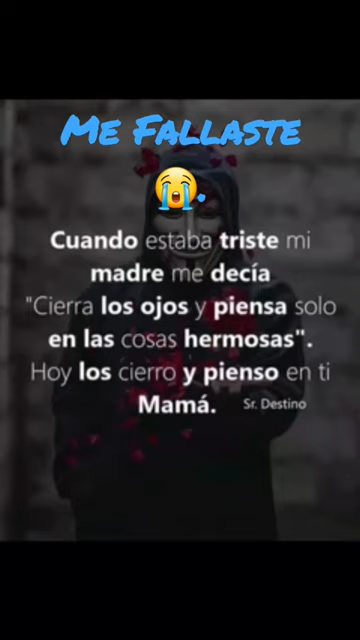 Me Fallaste
😭.
Cuando estaba triste mi
madre me decía
"Cierra los ojos y piensa solo
en las cosas hermosas".
Hoy los cierro y pienso en ti
Mamá. Sr. Destino